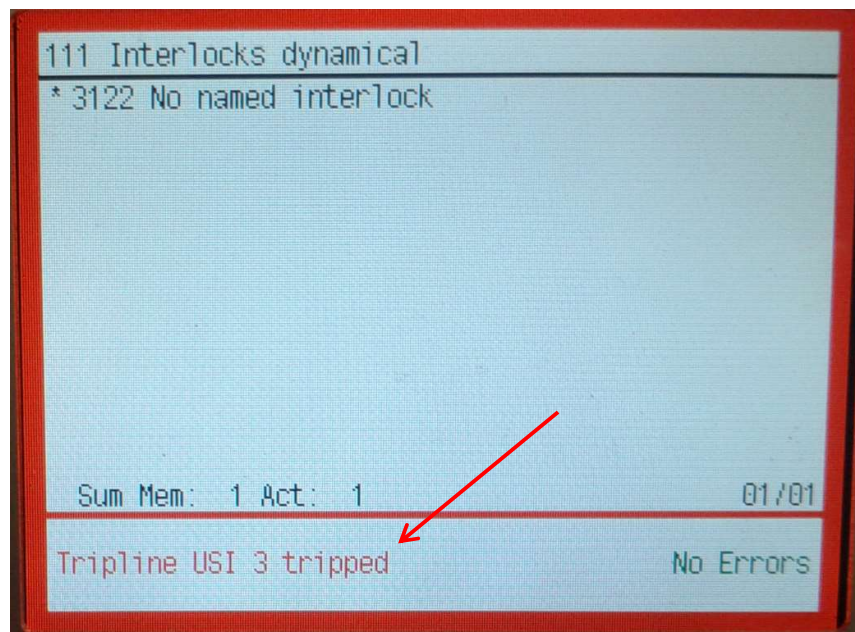 111 Interlocks dynamical
* 3122 No named interlock
Sum Mem: 1 Act: 1 01/01
Tripline USI 3 tripped No Errors